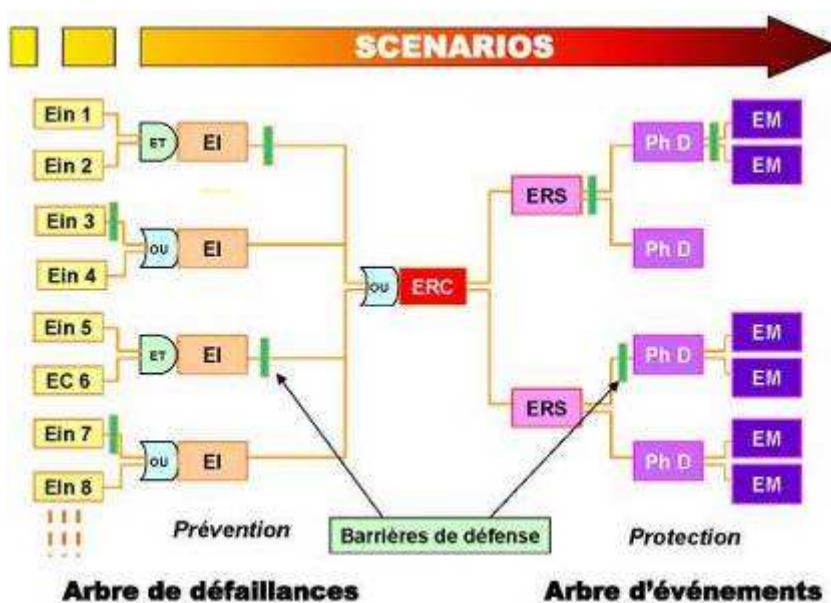 SCENARIOS
Ein 1
ET
EI
Ein 2
Ein 3
OU
EI
Ein 4
Ein 5
ET
EI
EC 6
Ein 7
OU
EI
EIn 8
OU
ERC
ERS
ERS
Ph D
EM
EM
Ph D
Ph D
EM
EM
Ph D
EM
EM
Prévention
Barrières de défense
Protection
Arbre de défaillances
Arbre d'événements